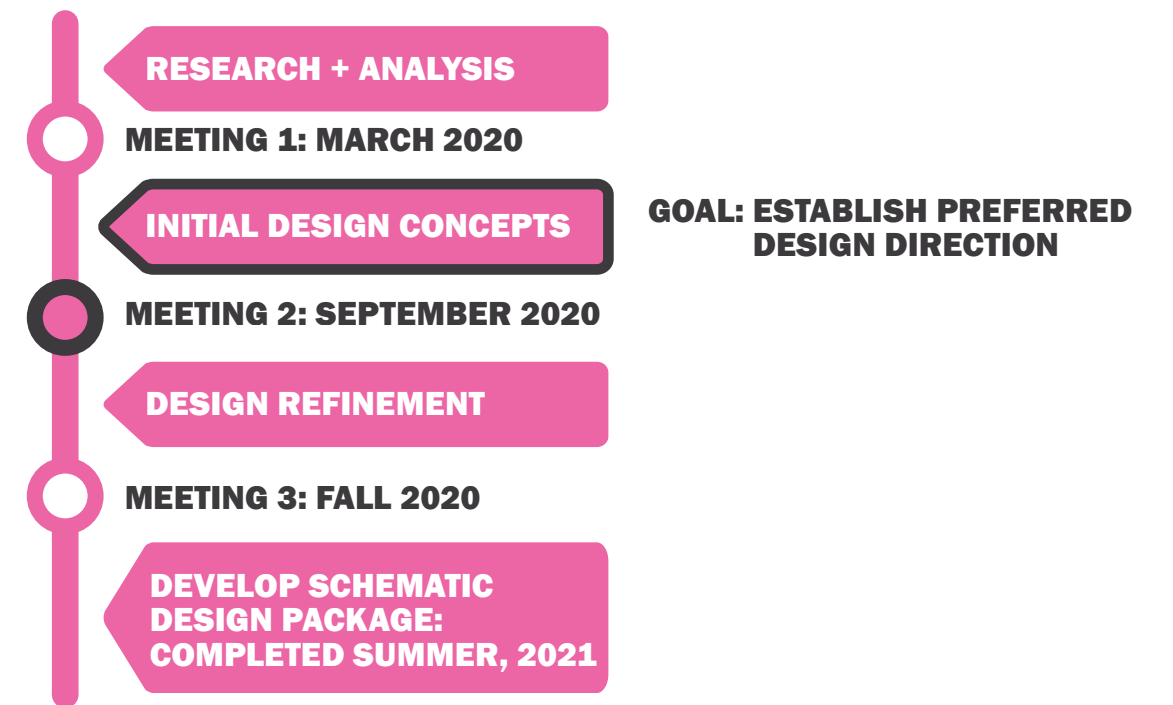 RESEARCH + ANALYSIS
MEETING 1: MARCH 2020
INITIAL DESIGN CONCEPTS
GOAL: ESTABLISH PREFERRED
DESIGN DIRECTION
MEETING 2: SEPTEMBER 2020
DESIGN REFINEMENT
MEETING 3: FALL 2020
DEVELOP SCHEMATIC
DESIGN PACKAGE:
COMPLETED SUMMER, 2021